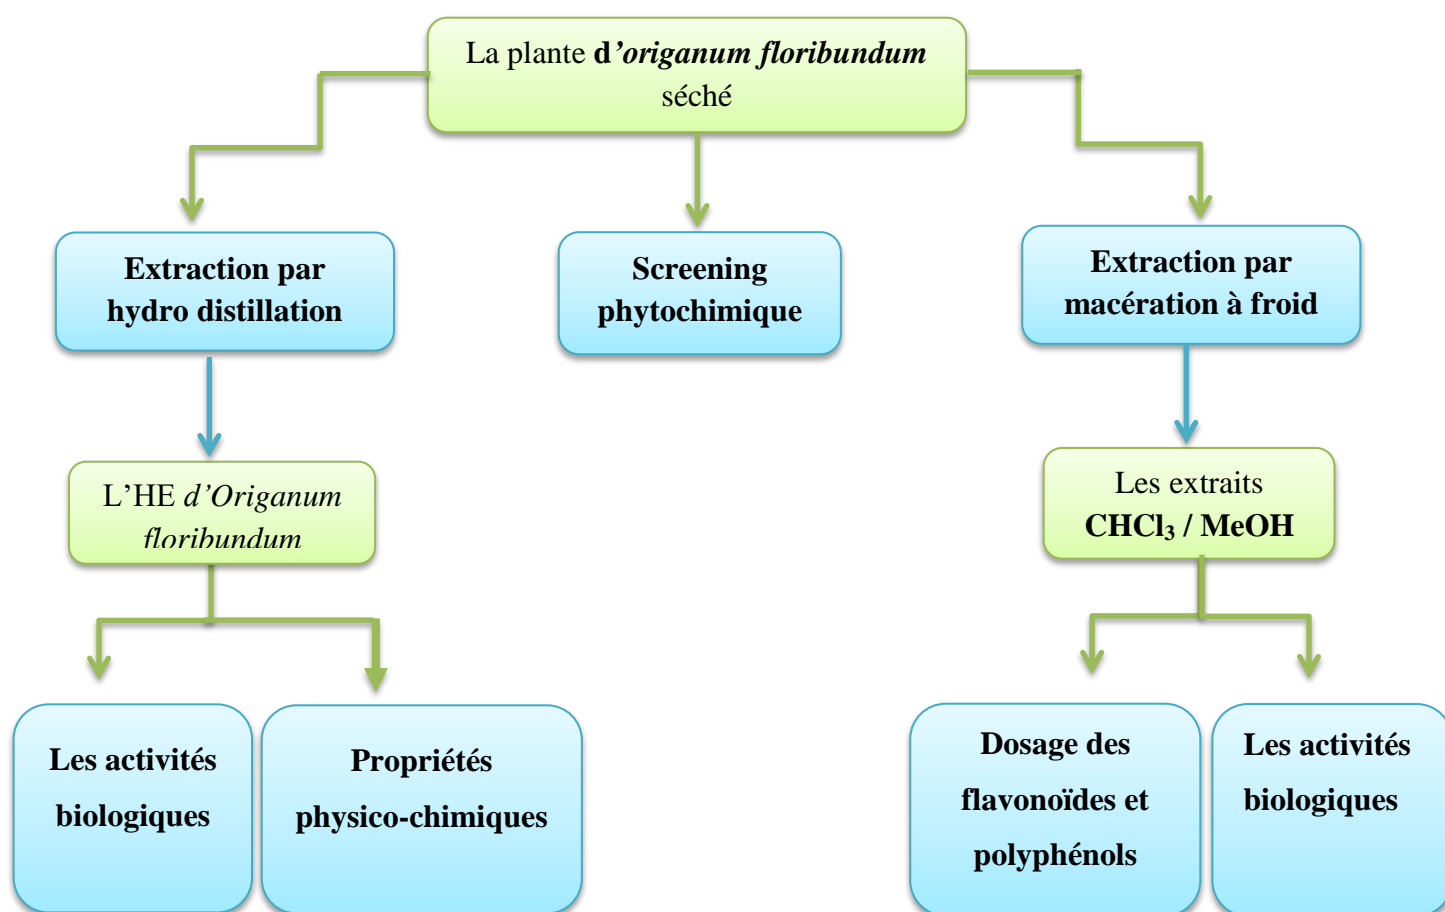 La plante d'origanum floribundum
séché
Extraction par
hydro distillation
Screening
phytochimique
Extraction par
macération à froid
L'HE d'Origanum
floribundum
Les extraits
CHCl₃ / MeOH
Les activités
biologiques
Propriétés
physico-chimiques
Dosage des
flavonoïdes et
polyphénols
Les activités
biologiques